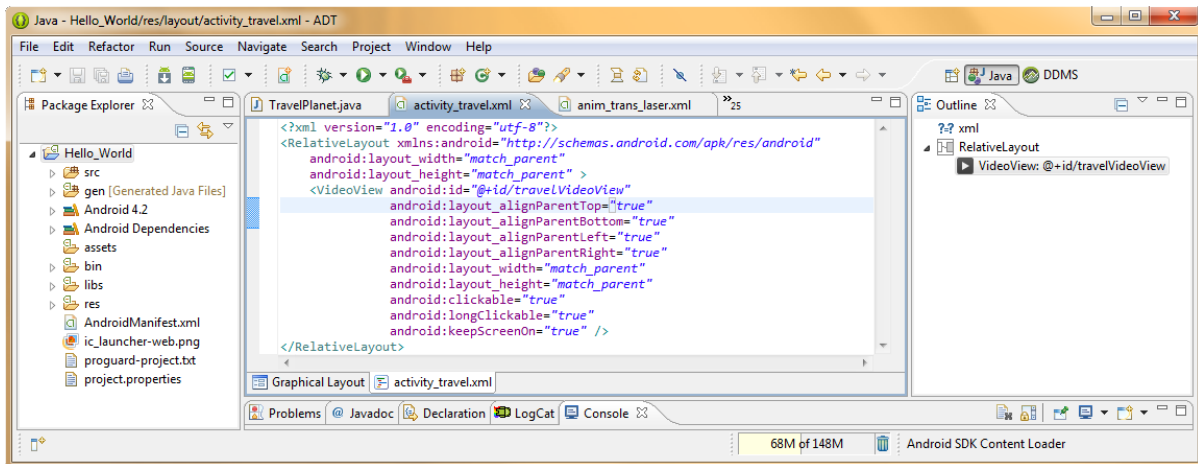 Java - Hello_World/res/layout/activity_travel.xml - ADT
File Edit Refactor Run Source Navigate Search Project Window Help
Java DDMS
Package Explorer
Hello_World
src
gen [Generated Java Files]
Android 4.2
Android Dependencies
assets
bin
libs
res
AndroidManifest.xml
ic_launcher-web.png
proguard-project.txt
project.properties
TravelPlanet.java activity_travel.xml anim_trans_laser.xml »25
<?xml version="1.0" encoding="utf-8"?>
<RelativeLayout xmlns:android="http://schemas.android.com/apk/res/android"
android:layout_width="match_parent"
android:layout_height="match_parent" >
<VideoView android:id="@+id/travelVideoView"
android:layout_alignParentTop="true"
android:layout_alignParentBottom="true"
android:layout_alignParentLeft="true"
android:layout_alignParentRight="true"
android:layout_width="match_parent"
android:layout_height="match_parent"
android:clickable="true"
android:longClickable="true"
android:keepScreenOn="true" />
</RelativeLayout>
Graphical Layout activity_travel.xml
Outline
xml
RelativeLayout
VideoView: @+id/travelVideoView
Problems @ Javadoc Declaration LogCat Console
68M of 148M Android SDK Content Loader